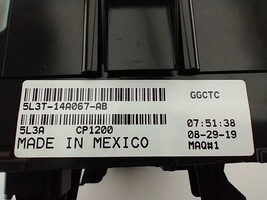 5L3T-14A067-AB
GGCTC
5L3A CP1200
07:51:38
MADE IN MEXICO
08-29-19
MAQ#1